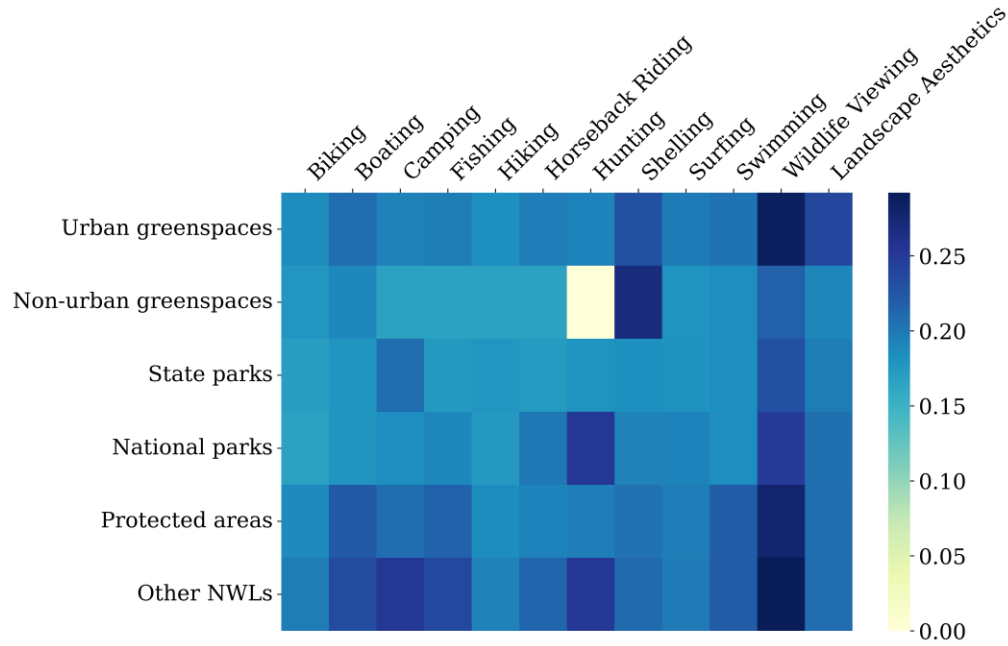 Biking
Boating
Camping
Fishing
Hiking
Horseback Riding
Hunting
Shelling
Surfing
Swimming
Wildlife Viewing
Landscape Aesthetics
Urban greenspaces
Non-urban greenspaces
State parks
National parks
Protected areas
Other NWLs
0.25
0.20
0.15
0.10
0.05
0.00